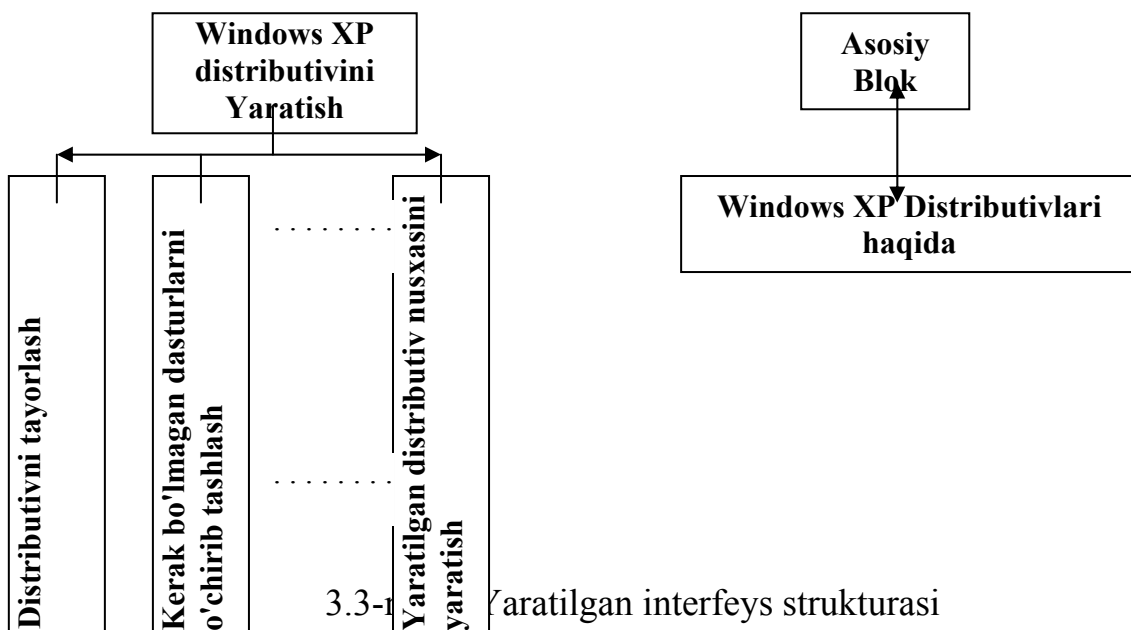 Windows XP
distributivini
Yaratish
Asosiy
Blok
Windows XP Distributivlari
haqida
Distributivni tayorlash
Kerak bo'lmagan dasturlarni
o'chirib tashlash
Yaratilgan distributiv nusxasini
yaratish
3.3- Yaratilgan interfeys strukturasi